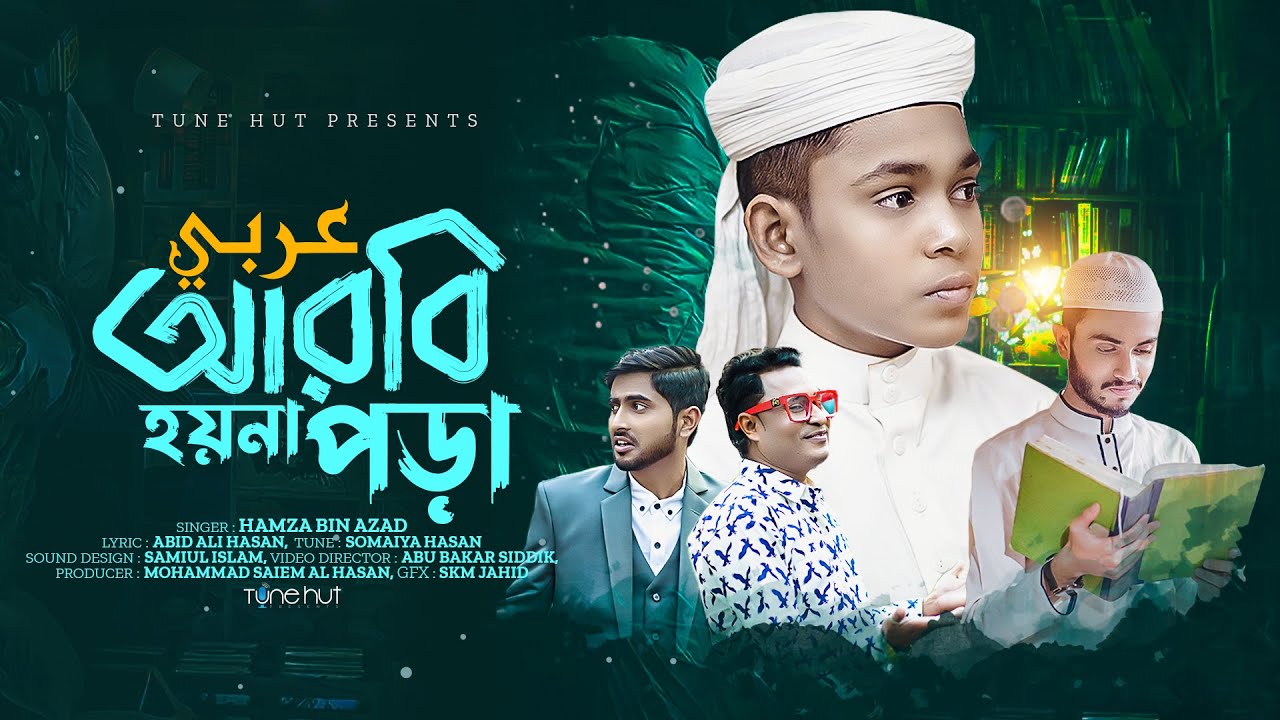 TUNE HUT PRESENTS
عربي
আরবি
হয়না পড়া
SINGER : HAMZA BIN AZAD
LYRIC : ABID ALI HASAN, TUNE : SOMAIYA HASAN
SOUND DESIGN : SAMIUL ISLAM, VIDEO DIRECTOR : ABU BAKAR SIDDIK,
PRODUCER : MOHAMMAD SAIEM AL HASAN, GFX : SKM JAHID
Tune hut
PRESENTS